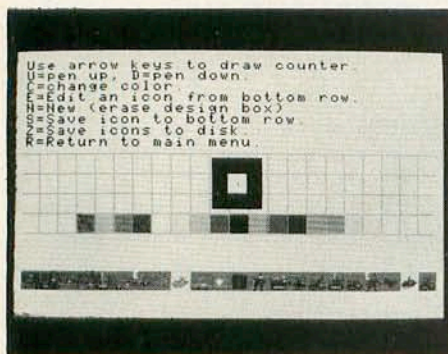 Use arrow keys to draw counter.
U=pen up, D=pen down.
C=change color.
E=Edit an icon from bottom row.
N=New (erase design box)
S=Save icon to bottom row.
Z=Save icons to disk.
R=Return to main menu.